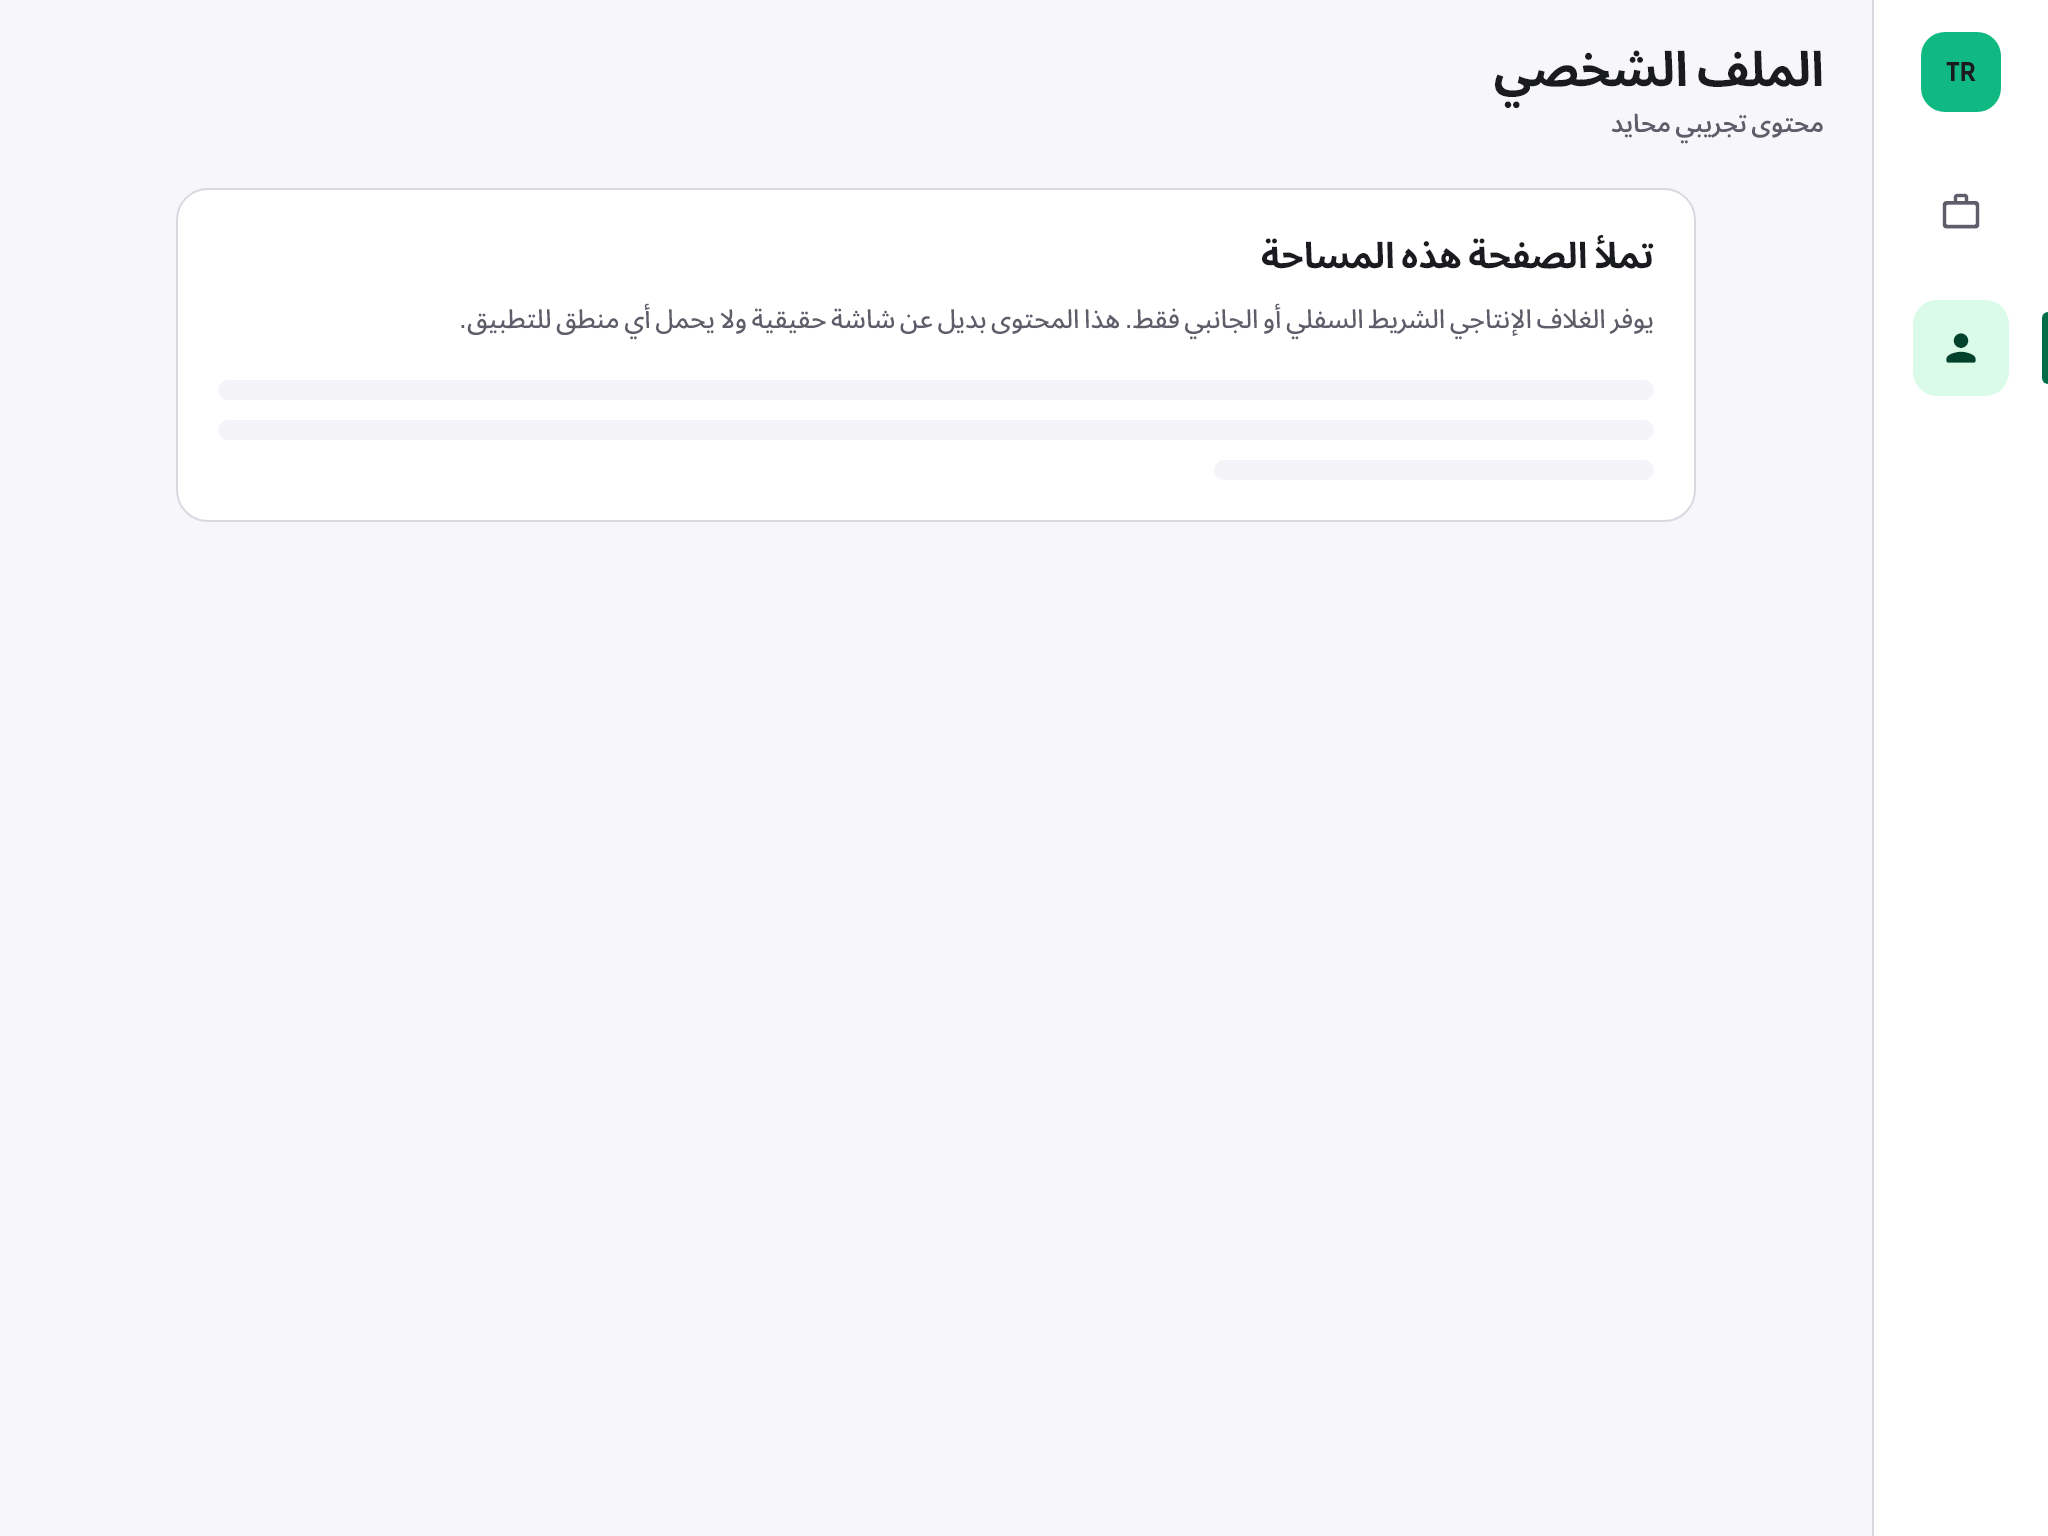 TR
الملف الشخصي
محتوى تجريبي محايد
تملأ الصفحة هذه المساحة
يوفر الغلاف الإنتاجي الشريط السفلي أو الجانبي فقط. هذا المحتوى بديل عن شاشة حقيقية ولا يحمل أي منطق للتطبيق.